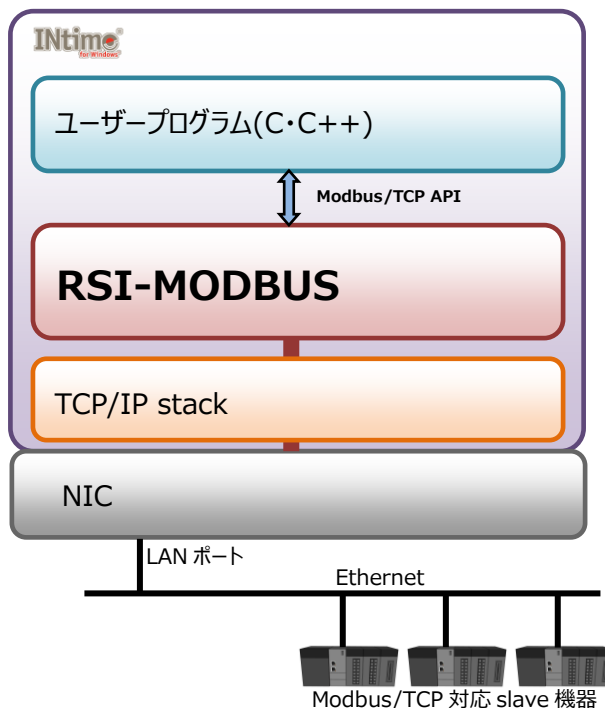 INtime
for Windows
ユーザープログラム(C・C++)
Modbus/TCP API
RSI-MODBUS
TCP/IP stack
NIC
LAN ポート
Ethernet
Modbus/TCP 対応 slave 機器